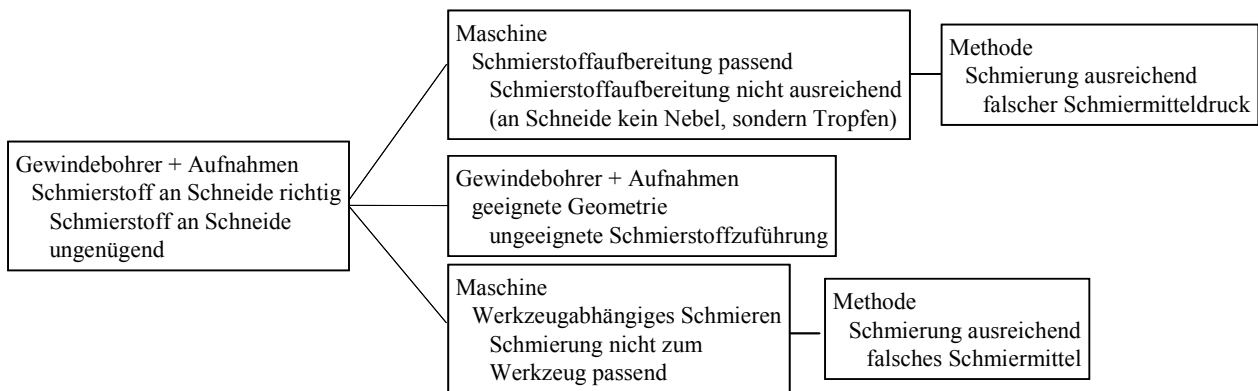 Gewindebohrer + Aufnahmen
Schmierstoff an Schneide richtig
Schmierstoff an Schneide
ungenügend
Maschine
Schmierstoffaufbereitung passend
Schmierstoffaufbereitung nicht ausreichend
(an Schneide kein Nebel, sondern Tropfen)
Methode
Schmierung ausreichend
falscher Schmiermitteldruck
Gewindebohrer + Aufnahmen
geeignete Geometrie
ungeeignete Schmierstoffzuführung
Maschine
Werkzeugabhängiges Schmieren
Schmierung nicht zum
Werkzeug passend
Methode
Schmierung ausreichend
falsches Schmiermittel